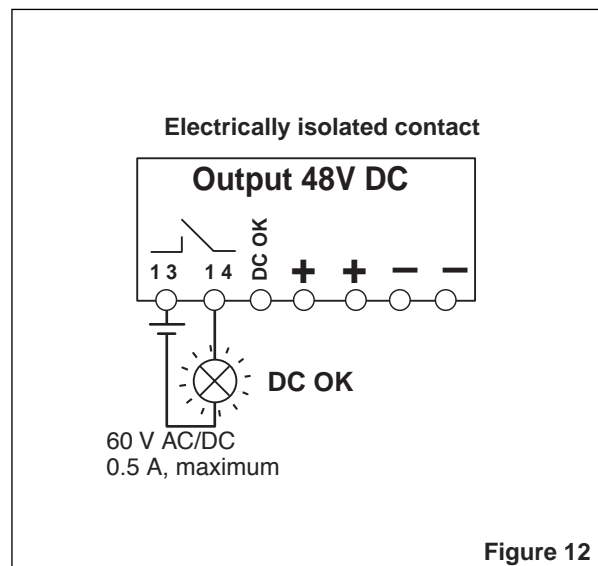 Electrically isolated contact
Output 48V DC
13 14 DC OK + + − −
DC OK
60 V AC/DC
0.5 A, maximum
Figure 12